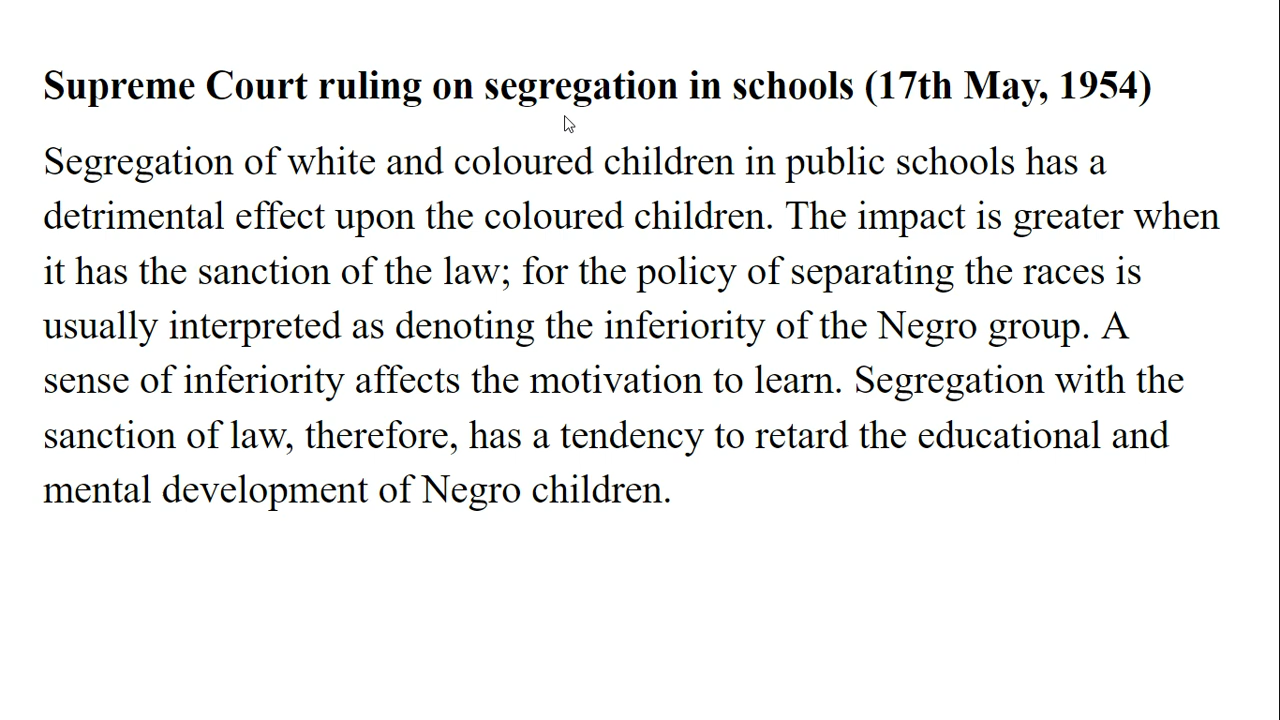 Supreme Court ruling on segregation in schools (17th May, 1954)
Segregation of white and coloured children in public schools has a
detrimental effect upon the coloured children. The impact is greater when
it has the sanction of the law; for the policy of separating the races is
usually interpreted as denoting the inferiority of the Negro group. A
sense of inferiority affects the motivation to learn. Segregation with the
sanction of law, therefore, has a tendency to retard the educational and
mental development of Negro children.